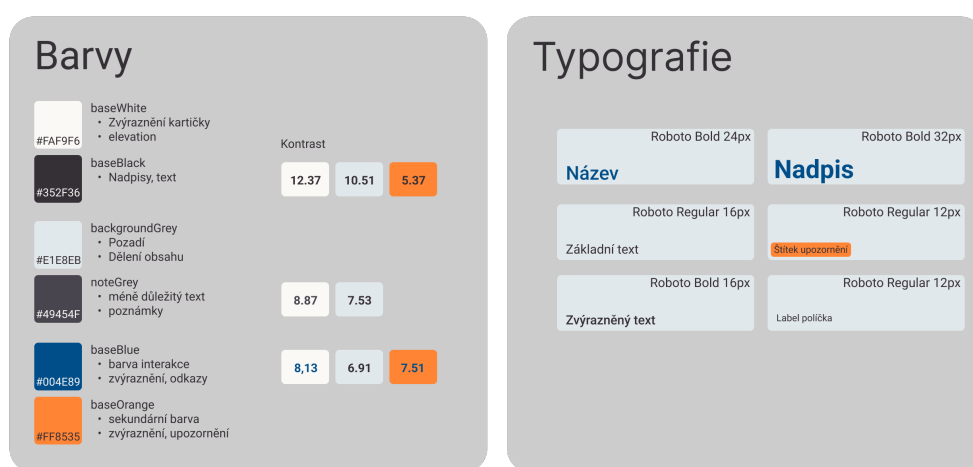 Barvy
#FAF9F6
baseWhite
• Zvýraznění kartičky
• elevation
#352F36
baseBlack
• Nadpisy, text
Kontrast
12.37 10.51 5.37
#E1E8EB
backgroundGrey
• Pozadí
• Dělení obsahu
#49454F
noteGrey
• méně důležitý text
• poznámky
8.87 7.53
#004E89
baseBlue
• barva interakce
• zvýraznění, odkazy
8,13 6.91 7.51
#FF8535
baseOrange
• sekundární barva
• zvýraznění, upozornění
Typografie
Roboto Bold 24px
Název
Roboto Bold 32px
Nadpis
Roboto Regular 16px
Základní text
Roboto Regular 12px
Štítek upozornění
Roboto Bold 16px
Zvýrazněný text
Roboto Regular 12px
Label políčka